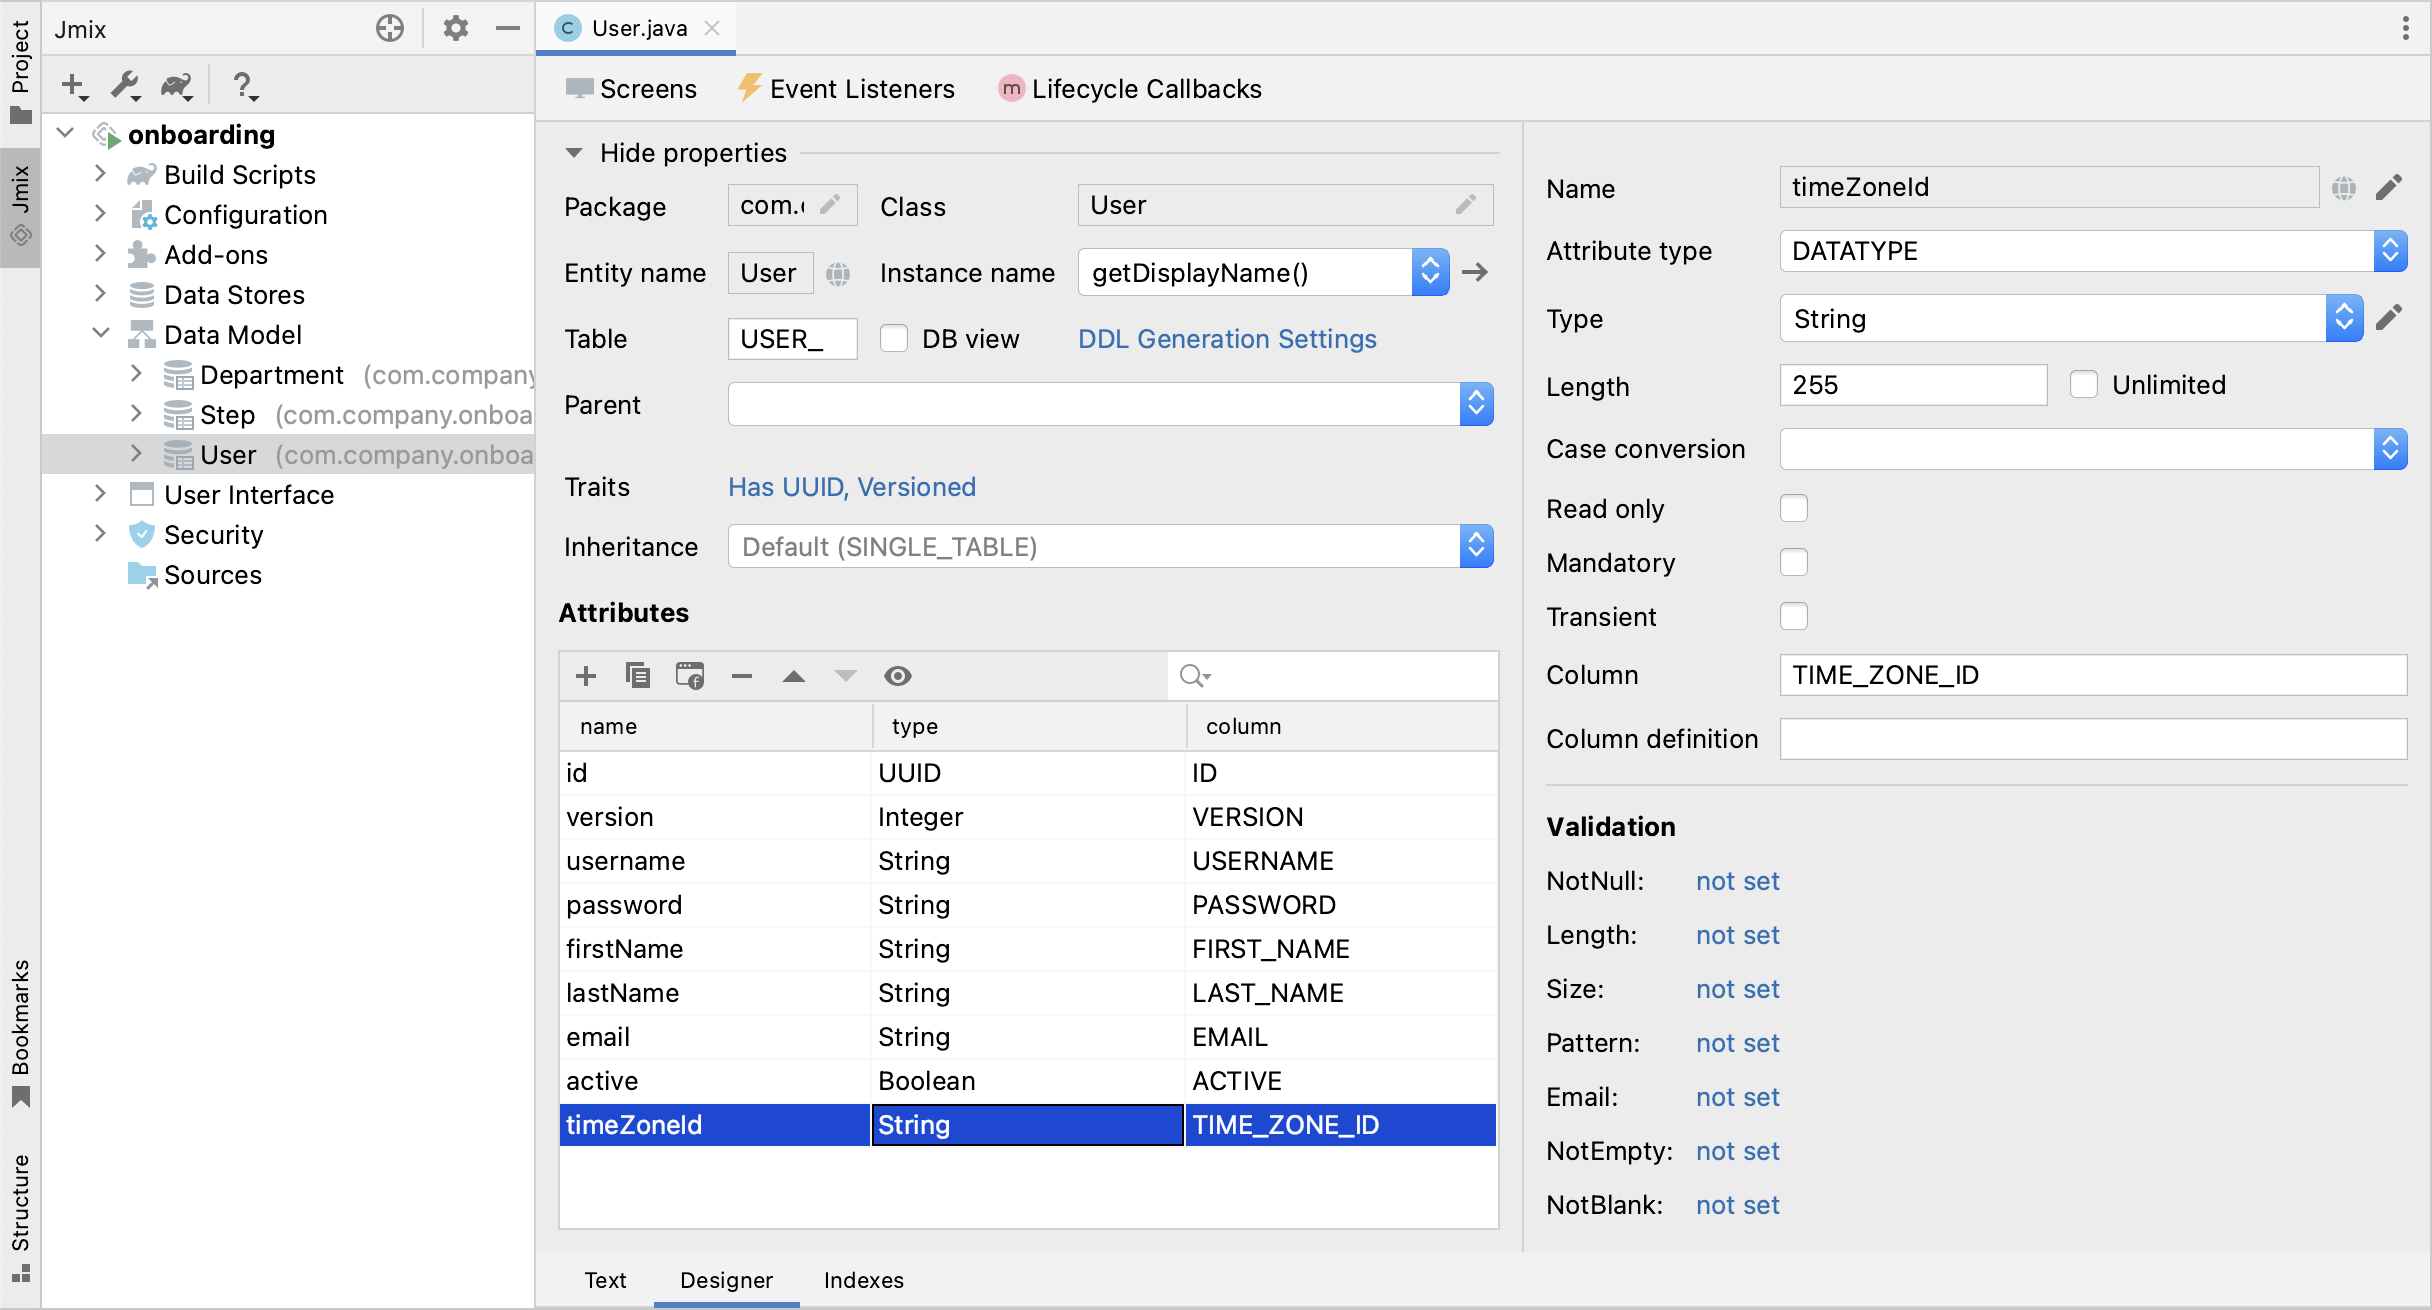 Project
Jmix
Bookmarks
Structure
Jmix
onboarding
Build Scripts
Configuration
Add-ons
Data Stores
Data Model
Department (com.company
Step (com.company.onboa
User (com.company.onboa
User Interface
Security
Sources
User.java
Screens Event Listeners Lifecycle Callbacks
Hide properties
Package com. Class User
Entity name User Instance name getDisplayName()
Table USER_ DB view DDL Generation Settings
Parent
Traits Has UUID, Versioned
Inheritance Default (SINGLE_TABLE)
Attributes
name type column
id UUID ID
version Integer VERSION
username String USERNAME
password String PASSWORD
firstName String FIRST_NAME
lastName String LAST_NAME
email String EMAIL
active Boolean ACTIVE
timeZoneId String TIME_ZONE_ID
Text Designer Indexes
Name timeZoneId
Attribute type DATATYPE
Type String
Length 255 Unlimited
Case conversion
Read only
Mandatory
Transient
Column TIME_ZONE_ID
Column definition
Validation
NotNull: not set
Length: not set
Size: not set
Pattern: not set
Email: not set
NotEmpty: not set
NotBlank: not set